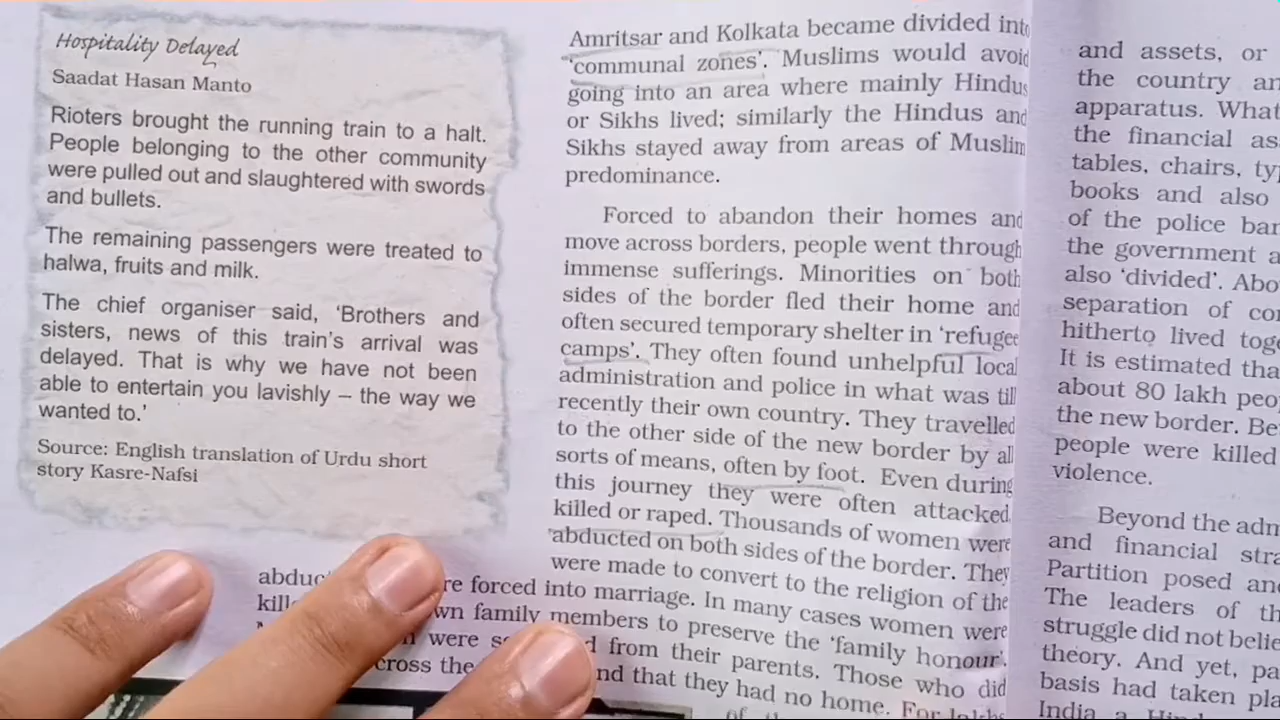 Hospitality Delayed
Saadat Hasan Manto
Rioters brought the running train to a halt.
People belonging to the other community
were pulled out and slaughtered with swords
and bullets.
The remaining passengers were treated to
halwa, fruits and milk.
The chief organiser said, ‘Brothers and
sisters, news of this train’s arrival was
delayed. That is why we have not been
able to entertain you lavishly – the way we
wanted to.’
Source: English translation of Urdu short
story Kasre-Nafsi
Amritsar and Kolkata became divided into
‘communal zones’. Muslims would avoid
going into an area where mainly Hindus
or Sikhs lived; similarly the Hindus and
Sikhs stayed away from areas of Muslim
predominance.
Forced to abandon their homes and
move across borders, people went through
immense sufferings. Minorities on both
sides of the border fled their home and
often secured temporary shelter in ‘refugee
camps’. They often found unhelpful local
administration and police in what was till
recently their own country. They travelled
to the other side of the new border by all
sorts of means, often by foot. Even during
this journey they were often attacked,
killed or raped. Thousands of women were
abducted on both sides of the border. They
were made to convert to the religion of the
forced into marriage. In many cases women were
family members to preserve the ‘family honour’.
were from their parents. Those who did
the that they had no home. For
and assets, or
the country
apparatus. What
the financial
tables, chairs,
books and also
of the police
the government
also ‘divided’.
separation of
hitherto lived
It is estimated
about 80 lakh
the new border.
people were killed
violence.
Beyond the
and financial
Partition posed
The leaders of
struggle did not
theory. And yet,
basis had taken
India a